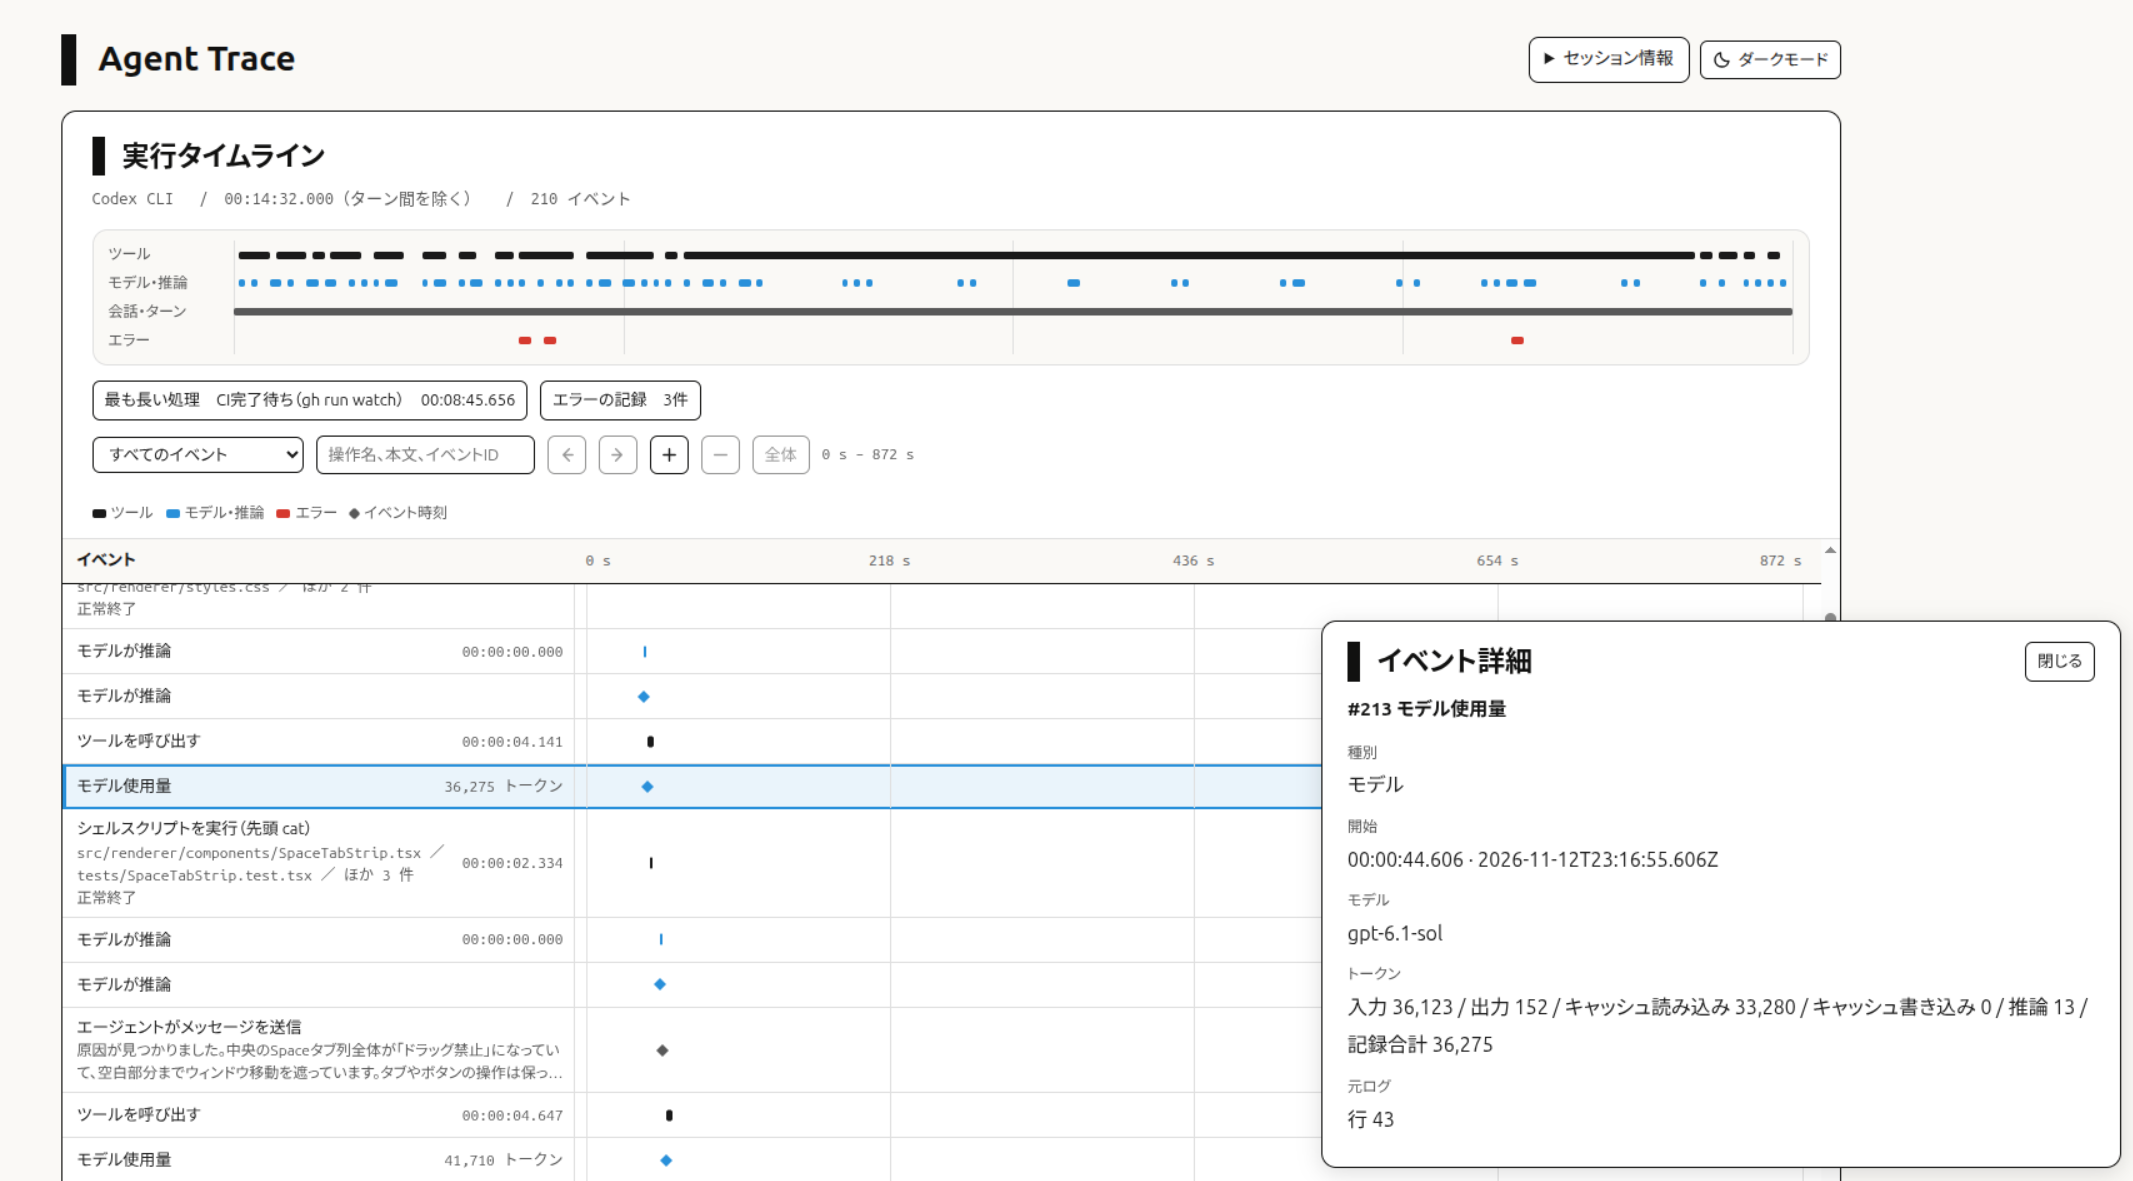 Agent Trace
▶ セッション情報
ダークモード
実行タイムライン
Codex CLI / 00:14:32.000（ターン間を除く） / 210 イベント
ツール
モデル・推論
会話・ターン
エラー
最も長い処理 CI完了待ち（gh run watch） 00:08:45.656
エラーの記録 3件
すべてのイベント
操作名、本文、イベントID
←
→
+
−
全体
0 s – 872 s
ツール モデル・推論 エラー ◆イベント時刻
イベント 0 s 218 s 436 s 654 s 872 s
src/renderer/styles.css ／ ほか 2 件
正常終了
モデルが推論 00:00:00.000
モデルが推論
ツールを呼び出す 00:00:04.141
モデル使用量 36,275 トークン
シェルスクリプトを実行（先頭 cat）
src/renderer/components/SpaceTabStrip.tsx ／
tests/SpaceTabStrip.test.tsx ／ ほか 3 件
正常終了
00:00:02.334
モデルが推論 00:00:00.000
モデルが推論
エージェントがメッセージを送信
原因が見つかりました。中央のSpaceタブ列全体が「ドラッグ禁止」になってい
て、空白部分までウィンドウ移動を遮っています。タブやボタンの操作は保っ…
ツールを呼び出す 00:00:04.647
モデル使用量 41,710 トークン
イベント詳細
閉じる
#213 モデル使用量
種別
モデル
開始
00:00:44.606 · 2026-11-12T23:16:55.606Z
モデル
gpt-6.1-sol
トークン
入力 36,123 / 出力 152 / キャッシュ読み込み 33,280 / キャッシュ書き込み 0 / 推論 13 /
記録合計 36,275
元ログ
行 43